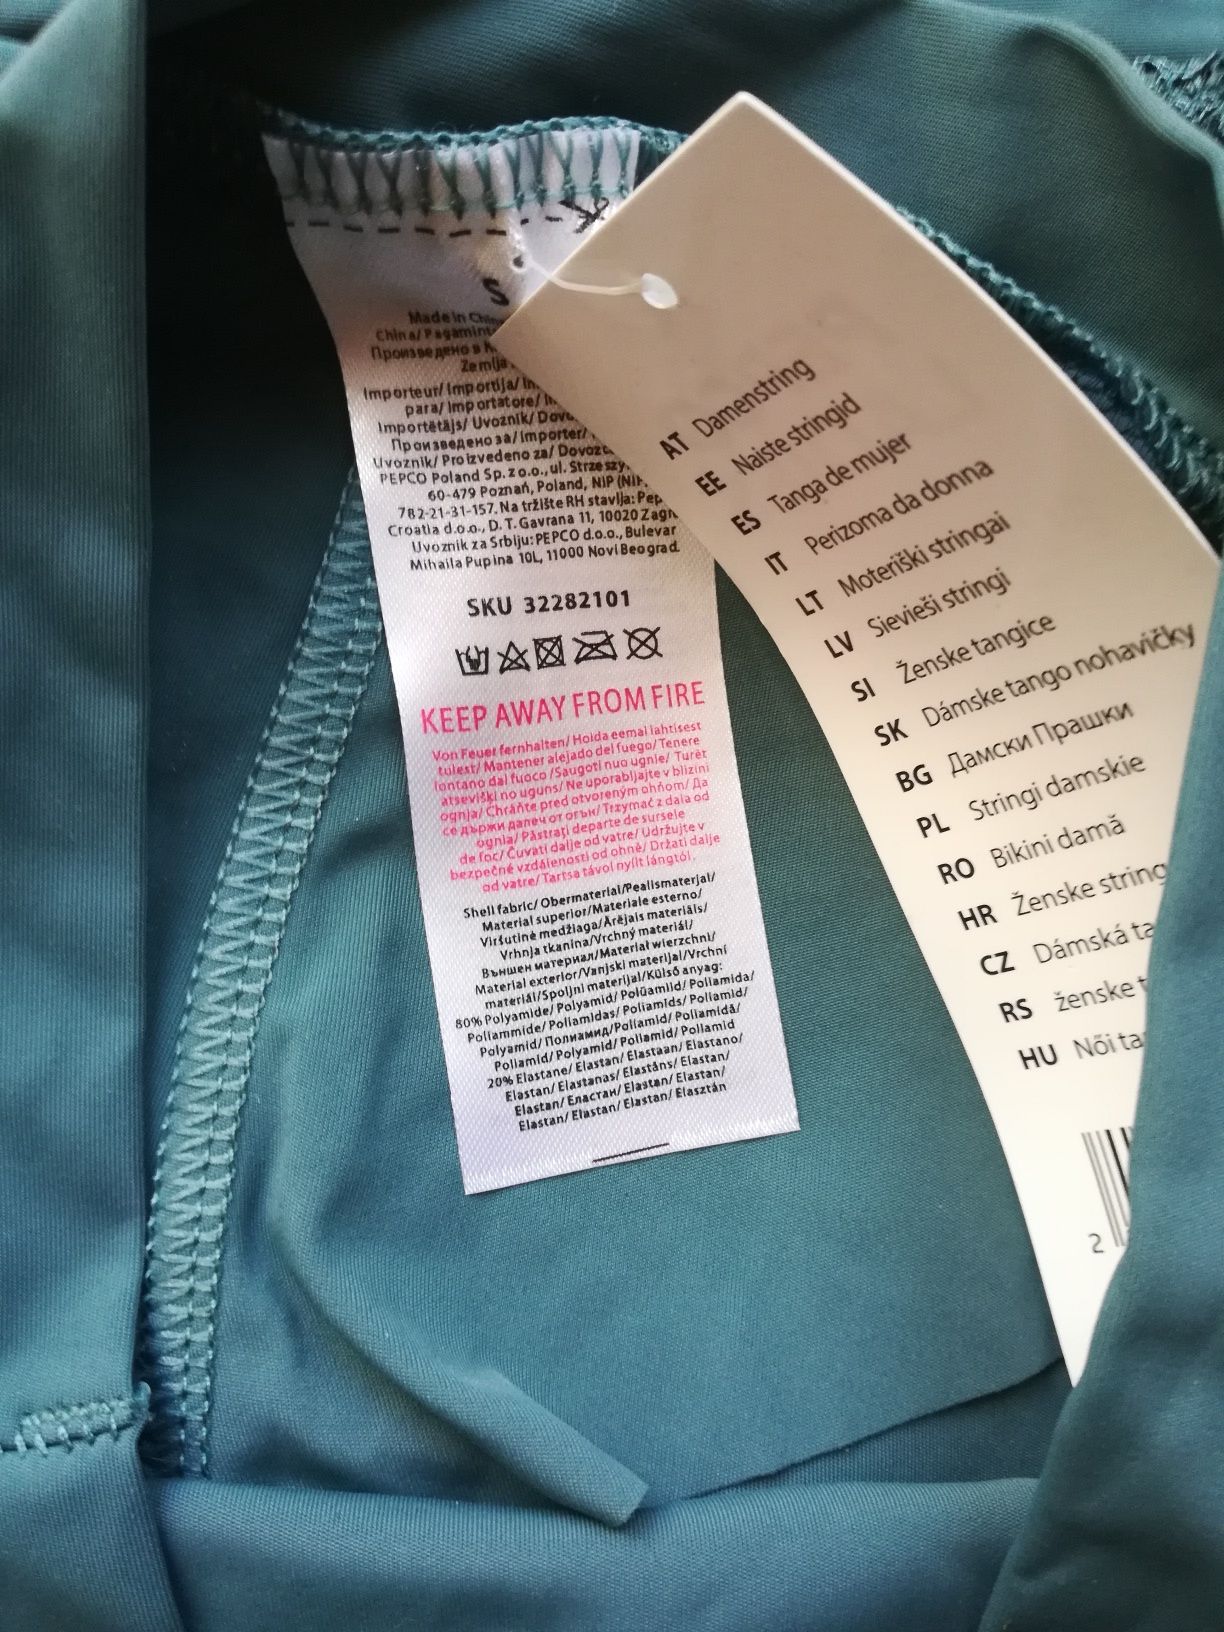 S
Made in
China/ Pagamint
Произведено в
Zemlja
Importeur/ Importija/
para/ Importatore/
Importētājs/ Uvoznik/
Произведено за/ Importer/
Uvoznik/ Proizvedeno za/
PEPCO Poland Sp. z o.o., ul.
60-479 Poznań, Poland, NIP
782-21-31-157. Na tržište RH stavlja:
Croatia d.o.o., D. T. Gavrana 11, 10020
Uvoznik za Srbiju: PEPCO d.o.o., Bulevar
Mihaila Pupina 10L, 11000 Novi Beograd.
SKU 32282101
KEEP AWAY FROM FIRE
Von Feuer fernhalten/ Hoida eemal lahtisest
tulest/ Mantener alejado del fuego/ Tenere
lontano dal fuoco /Saugoti nuo ugnie/ Turēt
atsevišķi no uguns/ Ne uporabljajte v blizini
ognja/ Chráňte pred otvoreným ohňom/ Да
се държи далеч от огън/ Trzymać z dala od
ognia/ Păstrați departe de sursele
de foc/ Čuvati dalje od vatre/ Udržujte v
bezpečné vzdálenosti od ohně/ Držati dalje
od vatre/ Tartsa távol nyílt lángtól.
Shell fabric/ Obermaterial/Pealismaterjal/
Material superior/Materiale esterno/
Viršutinė medžiaga/Ārējais materiāls/
Vrhnja tkanina/Vrchný materiál/
Външен материал/Materiał wierzchni/
Material exterior/Vanjski materijal/Vrchní
materiál/Spoljni materijal/Külső anyag:
80% Polyamide/ Polyamid/ Polüamiid/ Poliamida/
Poliammide/ Poliamidas/ Poliamīds/ Poliamid/
Polyamid/ Полиамид/Poliamid/ Poliamidă/
Poliamid/ Polyamid/ Poliamid/ Poliamid
20% Elastane/ Elastan/ Elastaan/ Elastano/
Elastan/ Elastanas/ Elastāns/ Elastan/
Elastan/ Еластан/ Elastan/ Elastan/
Elastan/ Elastan/ Elastan/ Elasztán
AT Damenstring
EE Naiste stringid
ES Tanga de mujer
IT Perizoma da donna
LT Moteriški stringai
LV Sieviešu stringi
SI Ženske tangice
SK Dámske tango nohavičky
BG Дамски Прашки
PL Stringi damskie
RO Bikini damă
HR Ženske string
CZ Dámská
RS ženske
HU Női
2